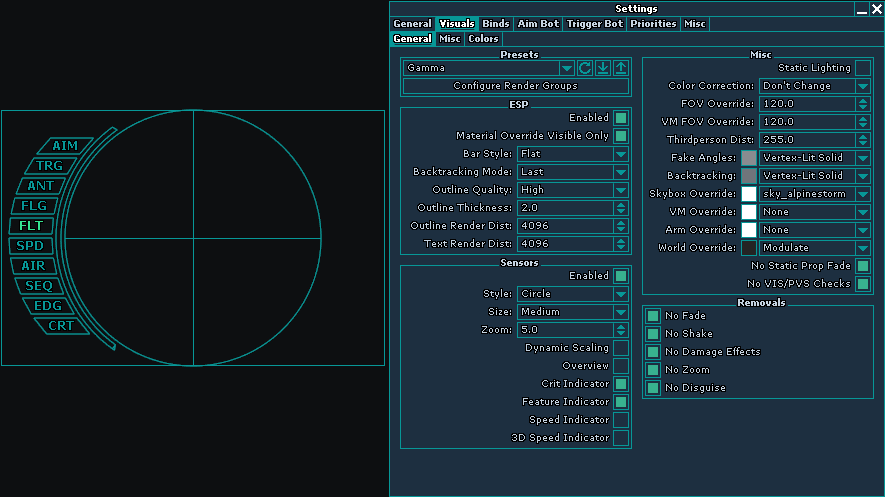 AIM
TRG
ANT
FLG
FLT
SPD
AIR
SEQ
EDG
CRT
Settings
General Visuals Binds Aim Bot Trigger Bot Priorities Misc
General Misc Colors
Presets
Gamma
Configure Render Groups
ESP
Enabled
Material Override Visible Only
Bar Style: Flat
Backtracking Mode: Last
Outline Quality: High
Outline Thickness: 2.0
Outline Render Dist: 4096
Text Render Dist: 4096
Sensors
Enabled
Style: Circle
Size: Medium
Zoom: 5.0
Dynamic Scaling
Overview
Crit Indicator
Feature Indicator
Speed Indicator
3D Speed Indicator
Misc
Static Lighting
Color Correction: Don't Change
FOV Override: 120.0
VM FOV Override: 120.0
Thirdperson Dist: 255.0
Fake Angles: Vertex-Lit Solid
Backtracking: Vertex-Lit Solid
Skybox Override: sky_alpinestorm
VM Override: None
Arm Override: None
World Override: Modulate
No Static Prop Fade
No VIS/PVS Checks
Removals
No Fade
No Shake
No Damage Effects
No Zoom
No Disguise